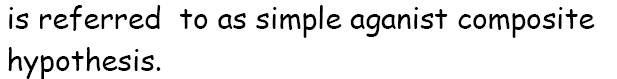 is referred  to as simple aganist composite
hypothesis.